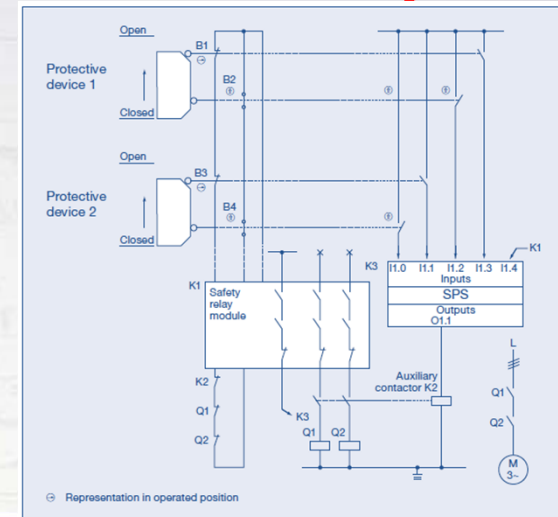 Open
B1
Protective
device 1
B2
Closed
Open
B3
Protective
device 2
B4
Closed
K1
K3
K1
I1.0 I1.1 I1.2 I1.3 I1.4
Inputs
SPS
Outputs
O1.1
Safety
relay
module
L
Auxiliary
contactor K2
K2
Q1
Q1
K3
Q2
Q1 Q2
Q2
M
3~
Representation in operated position